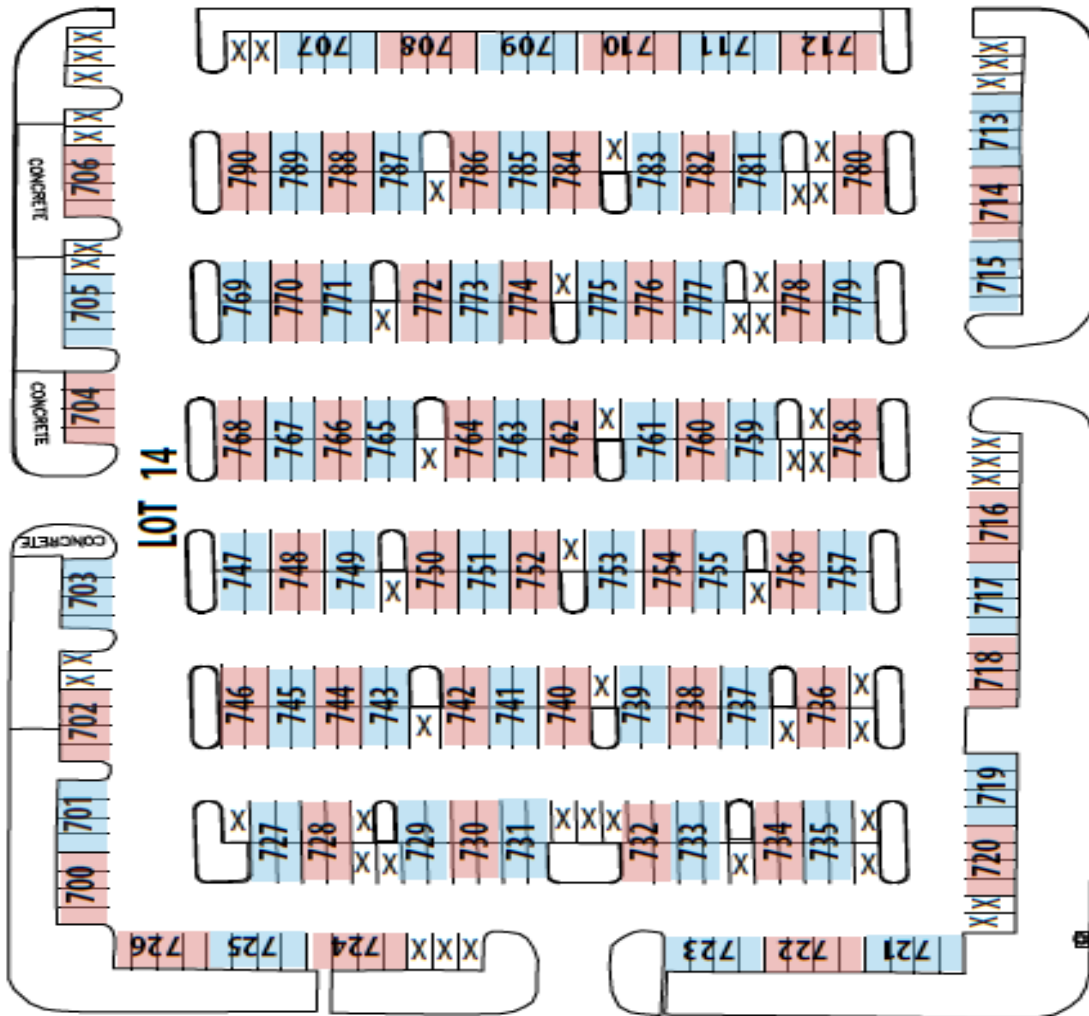 X X 707 708 709 710 711 712
X X X
X X X
X X
706
CONCRETE
713
714
715
790 789 788 787 X 786 785 784 X 783 782 781 X X X 780
X X
705
769 770 771 X 772 773 774 X 775 776 777 X X X 778 779
CONCRETE
704
LOT 14
768 767 766 765 X 764 763 762 X 761 760 759 X X X 758
X X X
716
717
718
CONCRETE
703
747 748 749 X 750 751 752 X 753 754 755 X 756 757
X X
702
746 745 744 743 X 742 741 740 X 739 738 737 X 736 X X
701
700
X 727 728 X X X 729 730 731 X X X 732 733 X 734 735 X X
719
720
X X
726 725 724 X X X 723 722 721